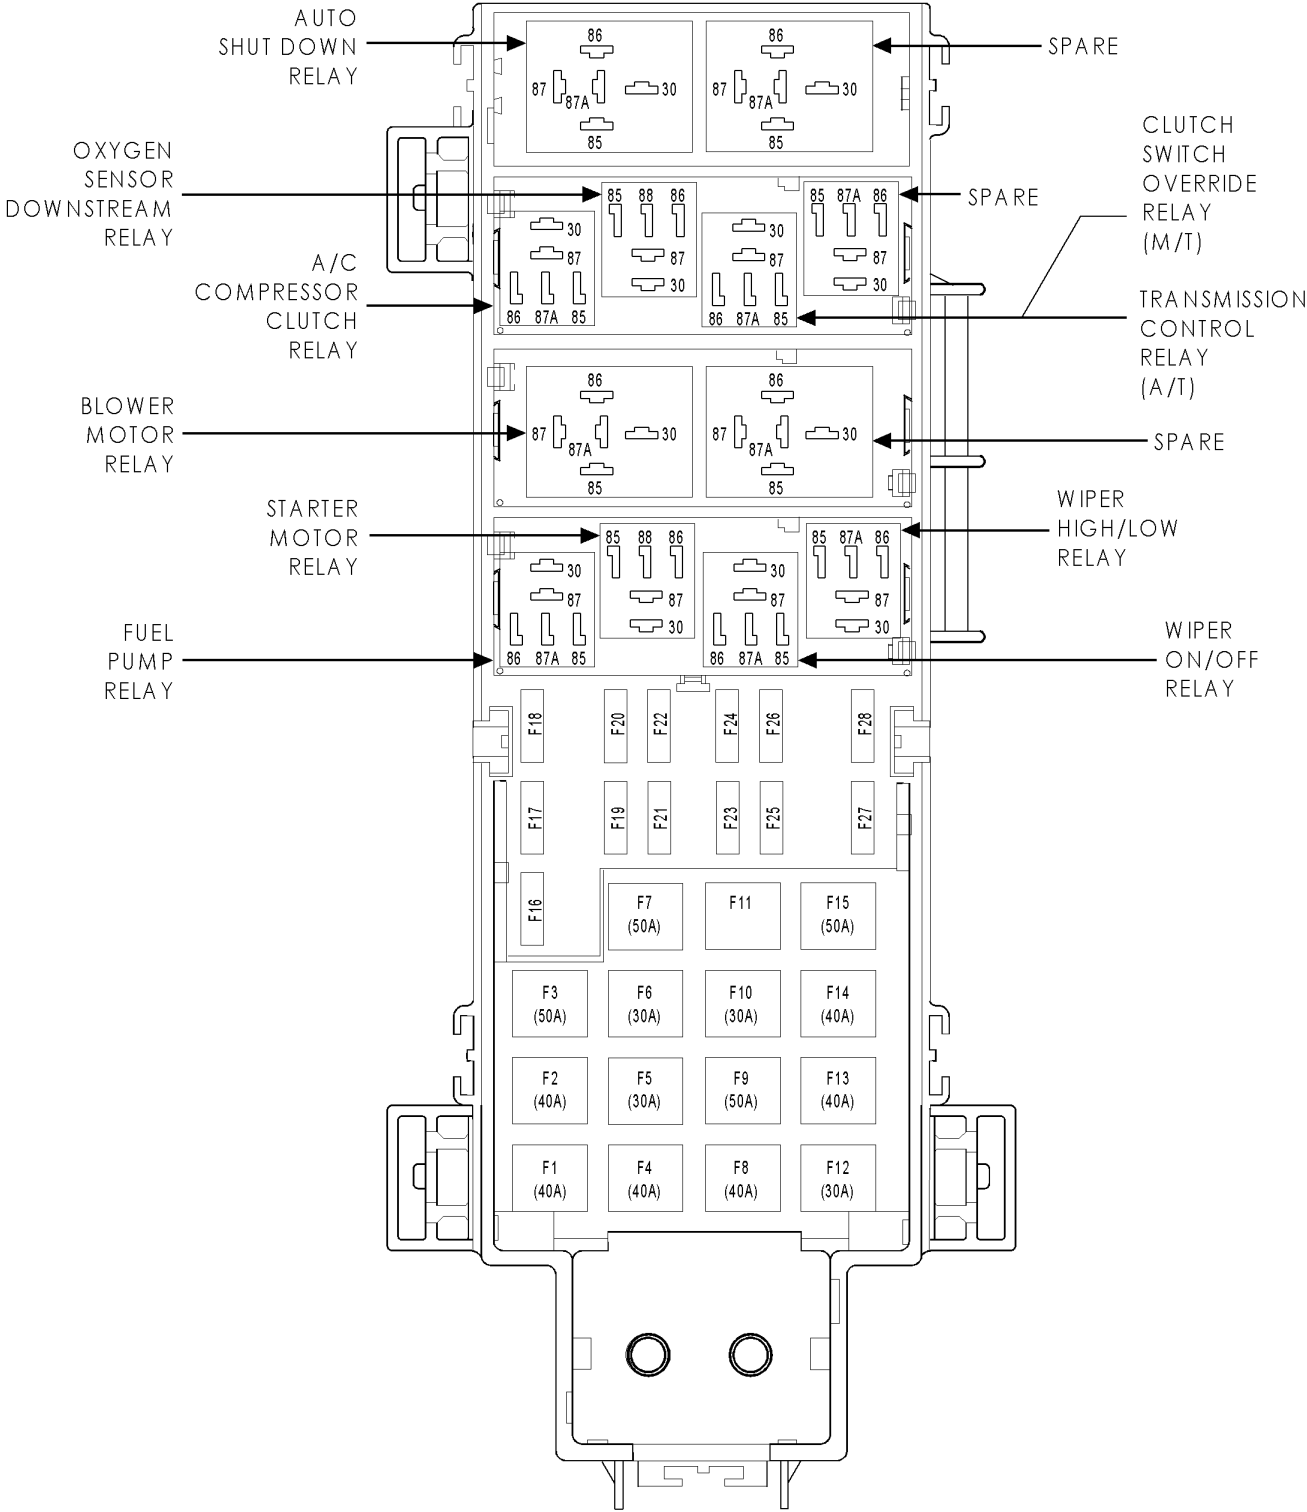 AUTO
SHUT DOWN
RELAY
86
87
87A
30
85
86
87
87A
30
85
SPARE
OXYGEN
SENSOR
DOWNSTREAM
RELAY
85 88 86
87
30
85 87A 86
87
30
SPARE
CLUTCH
SWITCH
OVERRIDE
RELAY
(M/T)
A/C
COMPRESSOR
CLUTCH
RELAY
30
87
86 87A 85
30
87
86 87A 85
TRANSMISSION
CONTROL
RELAY
(A/T)
BLOWER
MOTOR
RELAY
86
87
87A
30
85
86
87
87A
30
85
SPARE
STARTER
MOTOR
RELAY
85 88 86
87
30
85 87A 86
87
30
WIPER
HIGH/LOW
RELAY
FUEL
PUMP
RELAY
30
87
86 87A 85
30
87
86 87A 85
WIPER
ON/OFF
RELAY
F18
F20
F22
F24
F26
F28
F17
F19
F21
F23
F25
F27
F16
F7
(50A)
F11
F15
(50A)
F3
(50A)
F6
(30A)
F10
(30A)
F14
(40A)
F2
(40A)
F5
(30A)
F9
(50A)
F13
(40A)
F1
(40A)
F4
(40A)
F8
(40A)
F12
(30A)